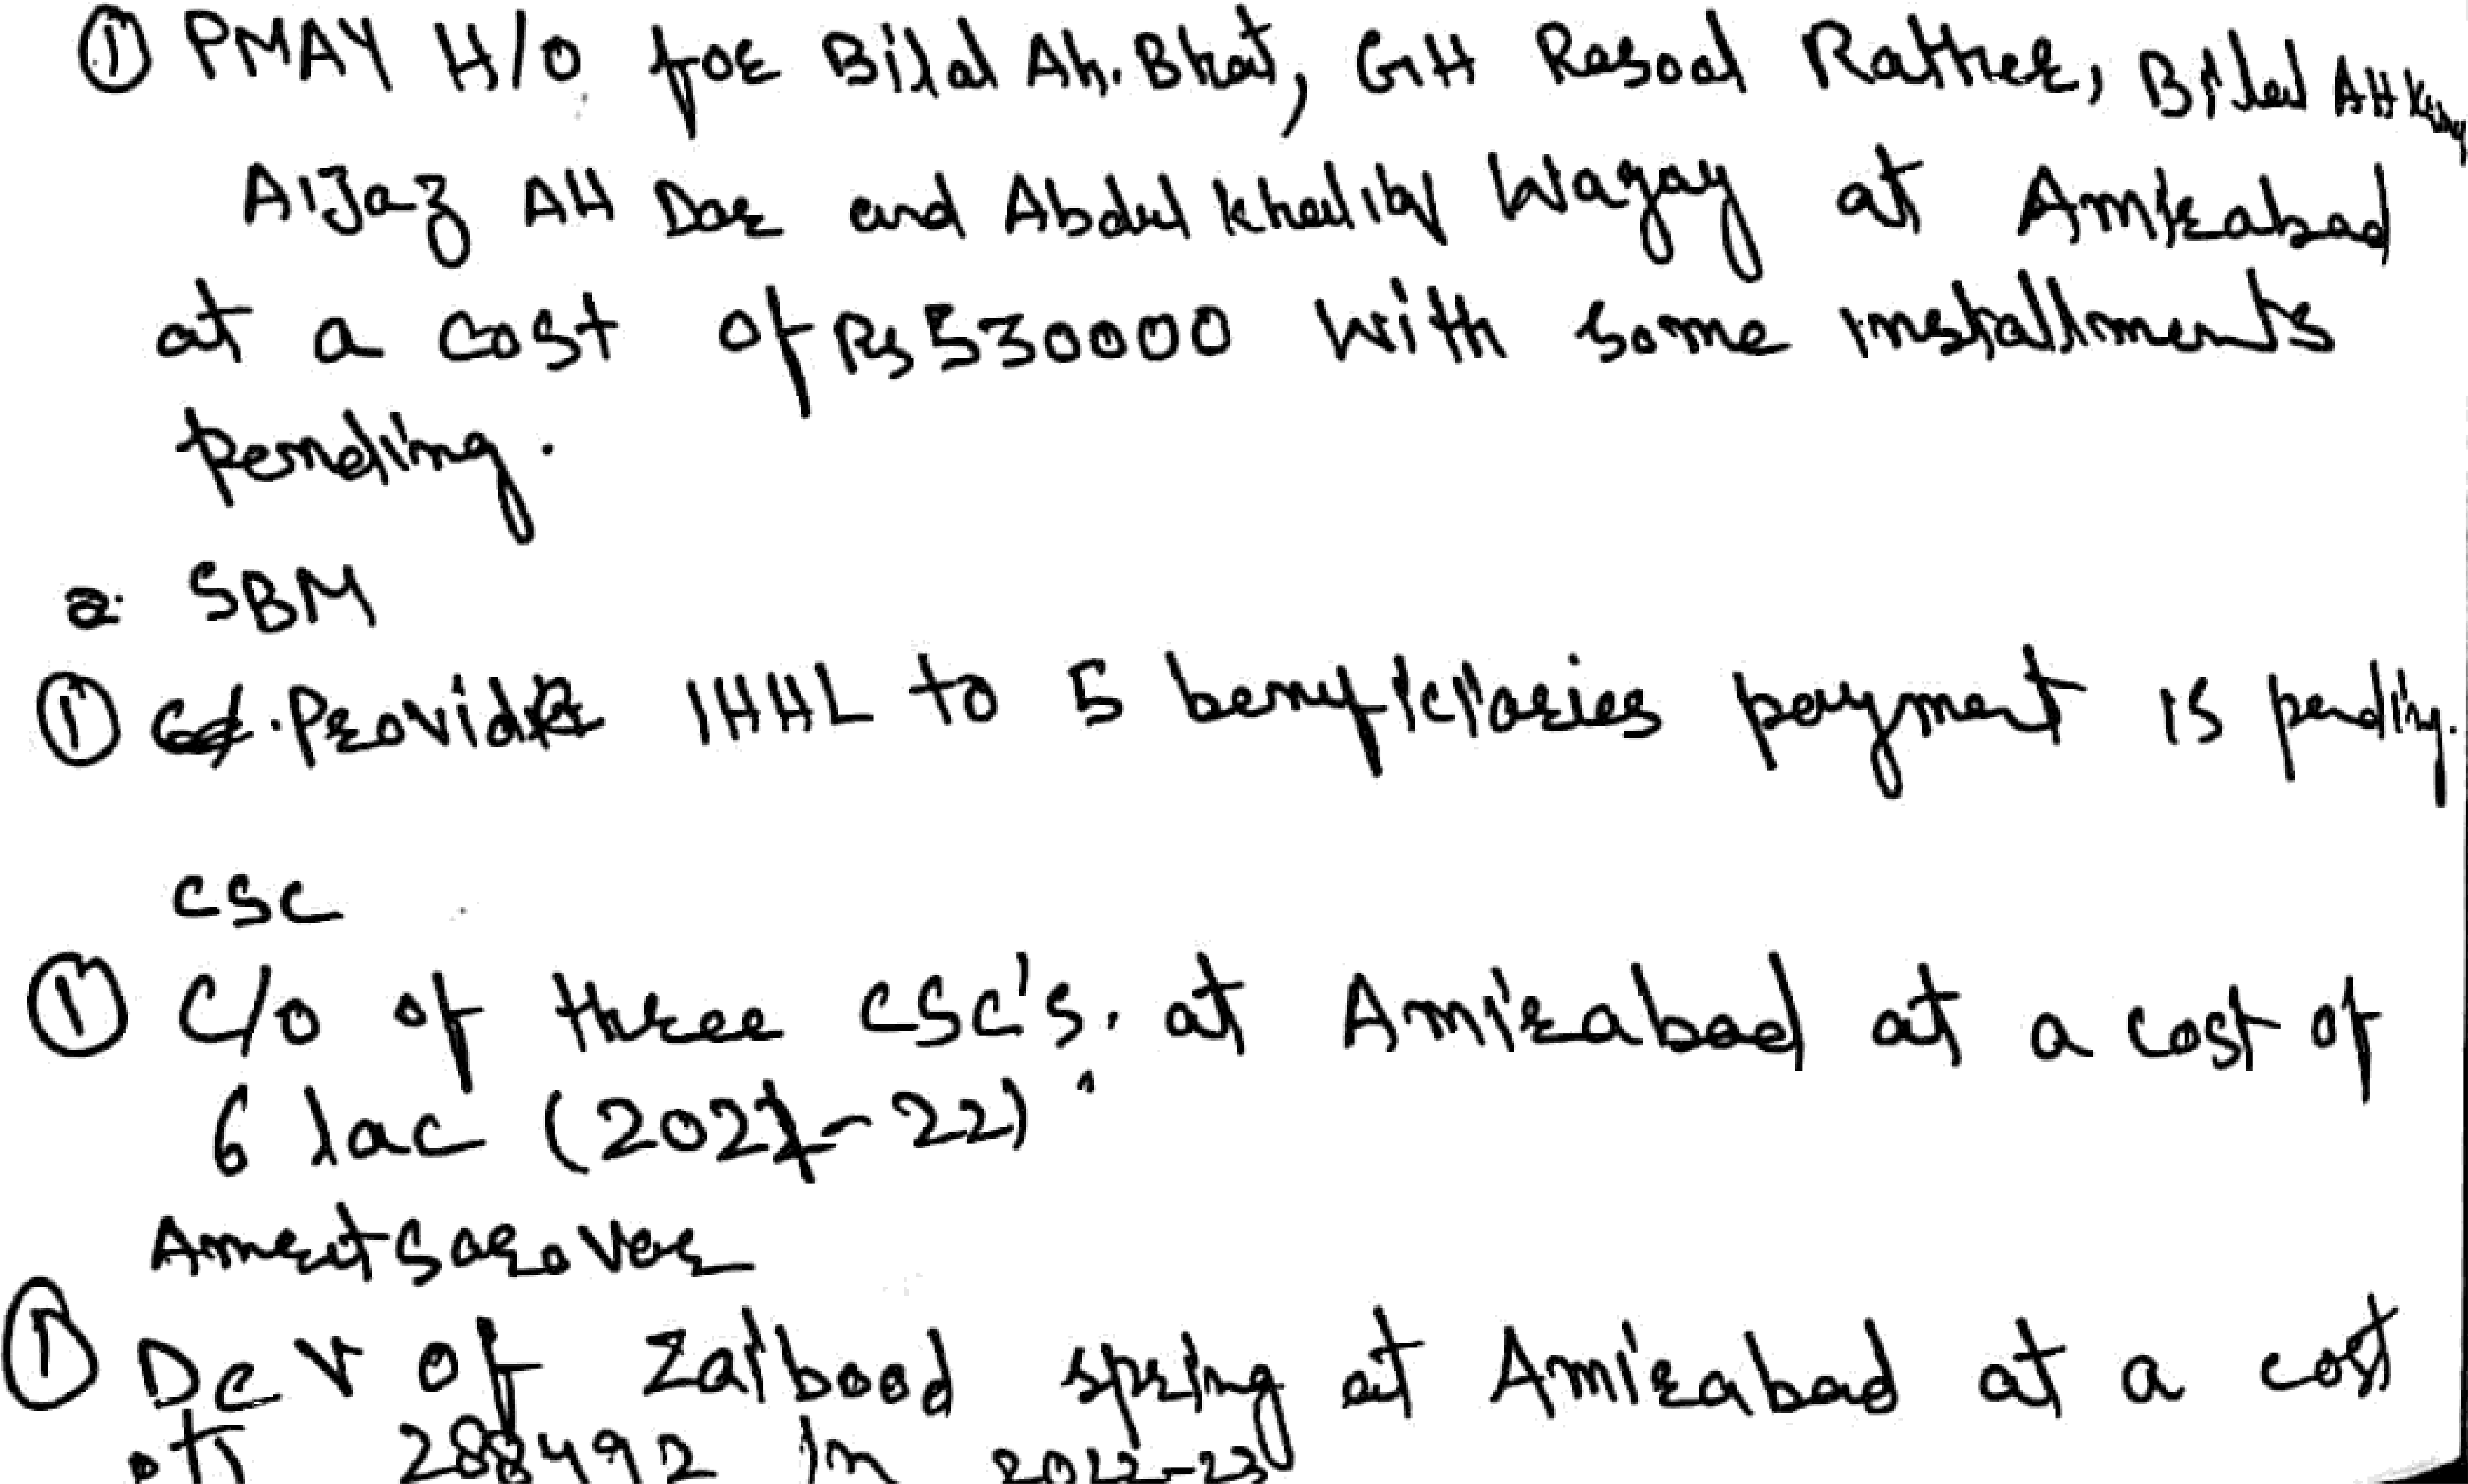 ① PMAY H/O for Bilal Ah. Bhat, GH Rasool Rather, Bilal AH
AIJaz AH Dar and Abdul Khaliq Wagay at Amirabad
at a cost of Rs 530000 with some installments
pending.
2. SBM
① Provide IHHL to 5 benyficiaries payment is pending.
CSC
① C/o of three CSC's. at Amirabad at a cost of
6 lac (2021-22)
Amrit Sarover
① Dev of Zaibood spring at Amirabad at a cost
of 288492 in 2022-23